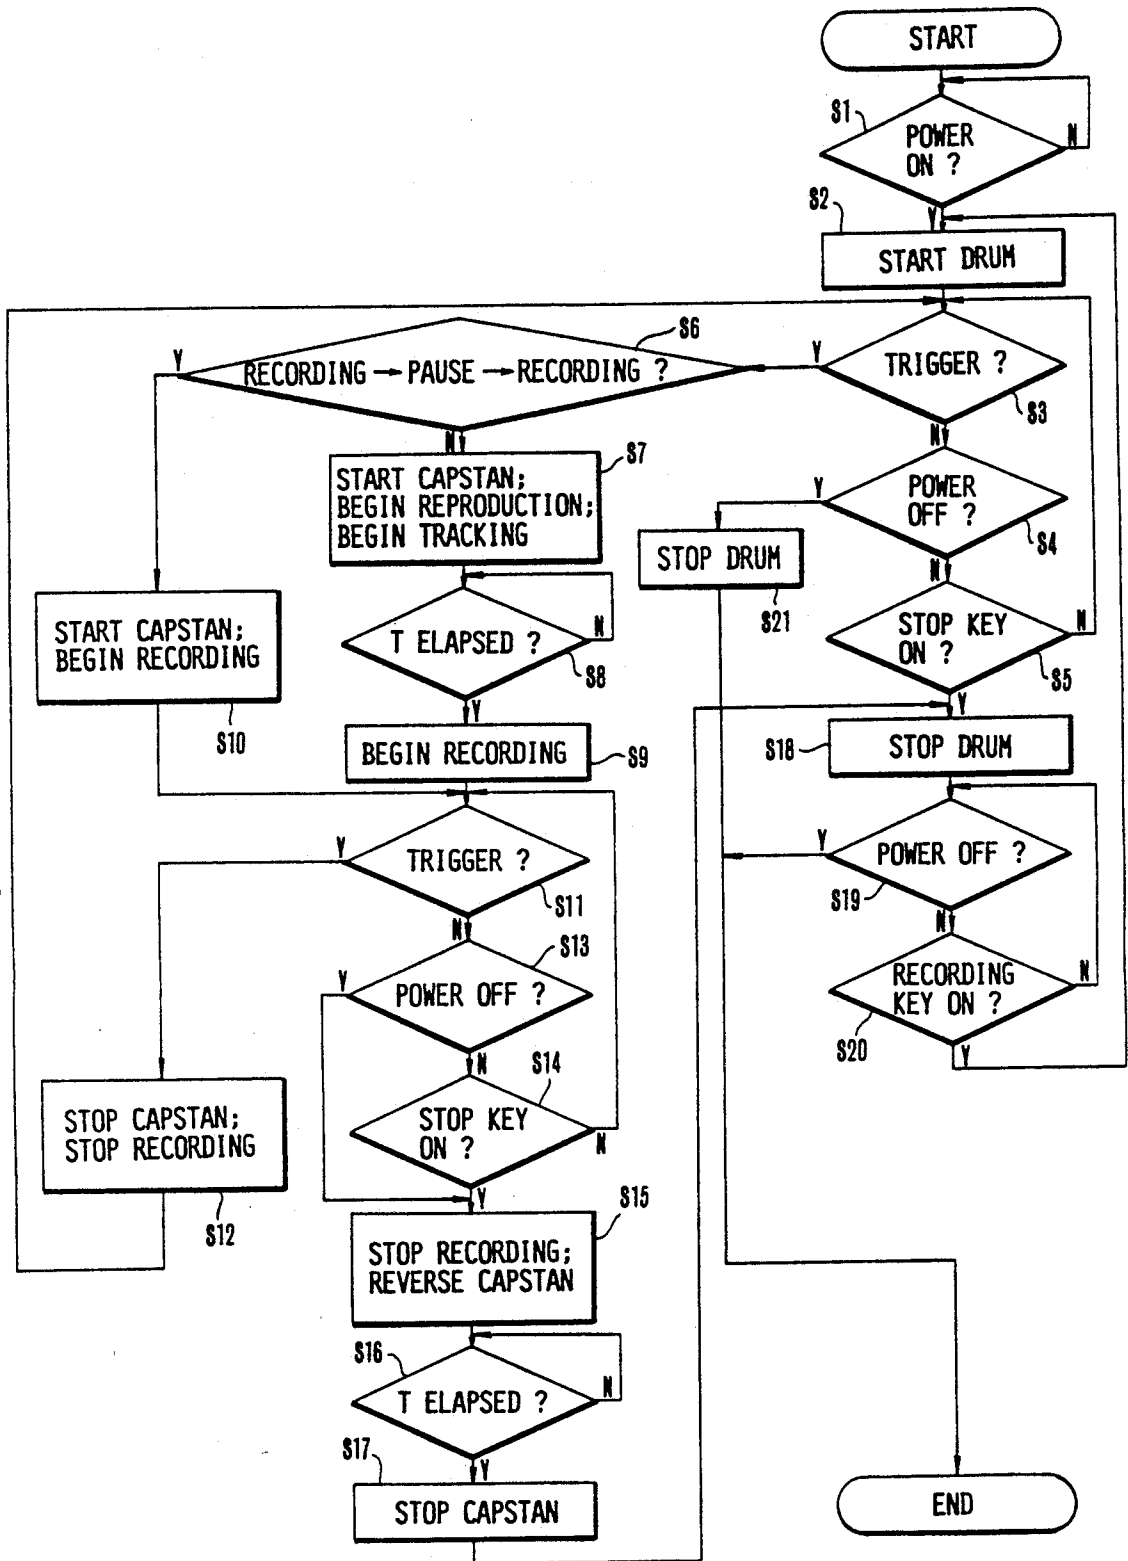 START
S1
POWER
ON ?
N
S2
Y
START DRUM
S6
Y
RECORDING → PAUSE → RECORDING ?
Y
TRIGGER ?
S3
N
N
S7
START CAPSTAN;
BEGIN REPRODUCTION;
BEGIN TRACKING
Y
POWER
OFF ?
S4
STOP DRUM
S21
N
START CAPSTAN;
BEGIN RECORDING
S10
T ELAPSED ?
N
S8
STOP KEY
ON ?
N
S5
Y
Y
BEGIN RECORDING
S9
S18
STOP DRUM
Y
TRIGGER ?
S11
Y
POWER OFF ?
S19
N
N
S13
Y
POWER OFF ?
RECORDING
KEY ON ?
N
S20
Y
N
S14
STOP KEY
ON ?
N
STOP CAPSTAN;
STOP RECORDING
S12
Y
S15
STOP RECORDING;
REVERSE CAPSTAN
S16
T ELAPSED ?
N
S17
Y
STOP CAPSTAN
END